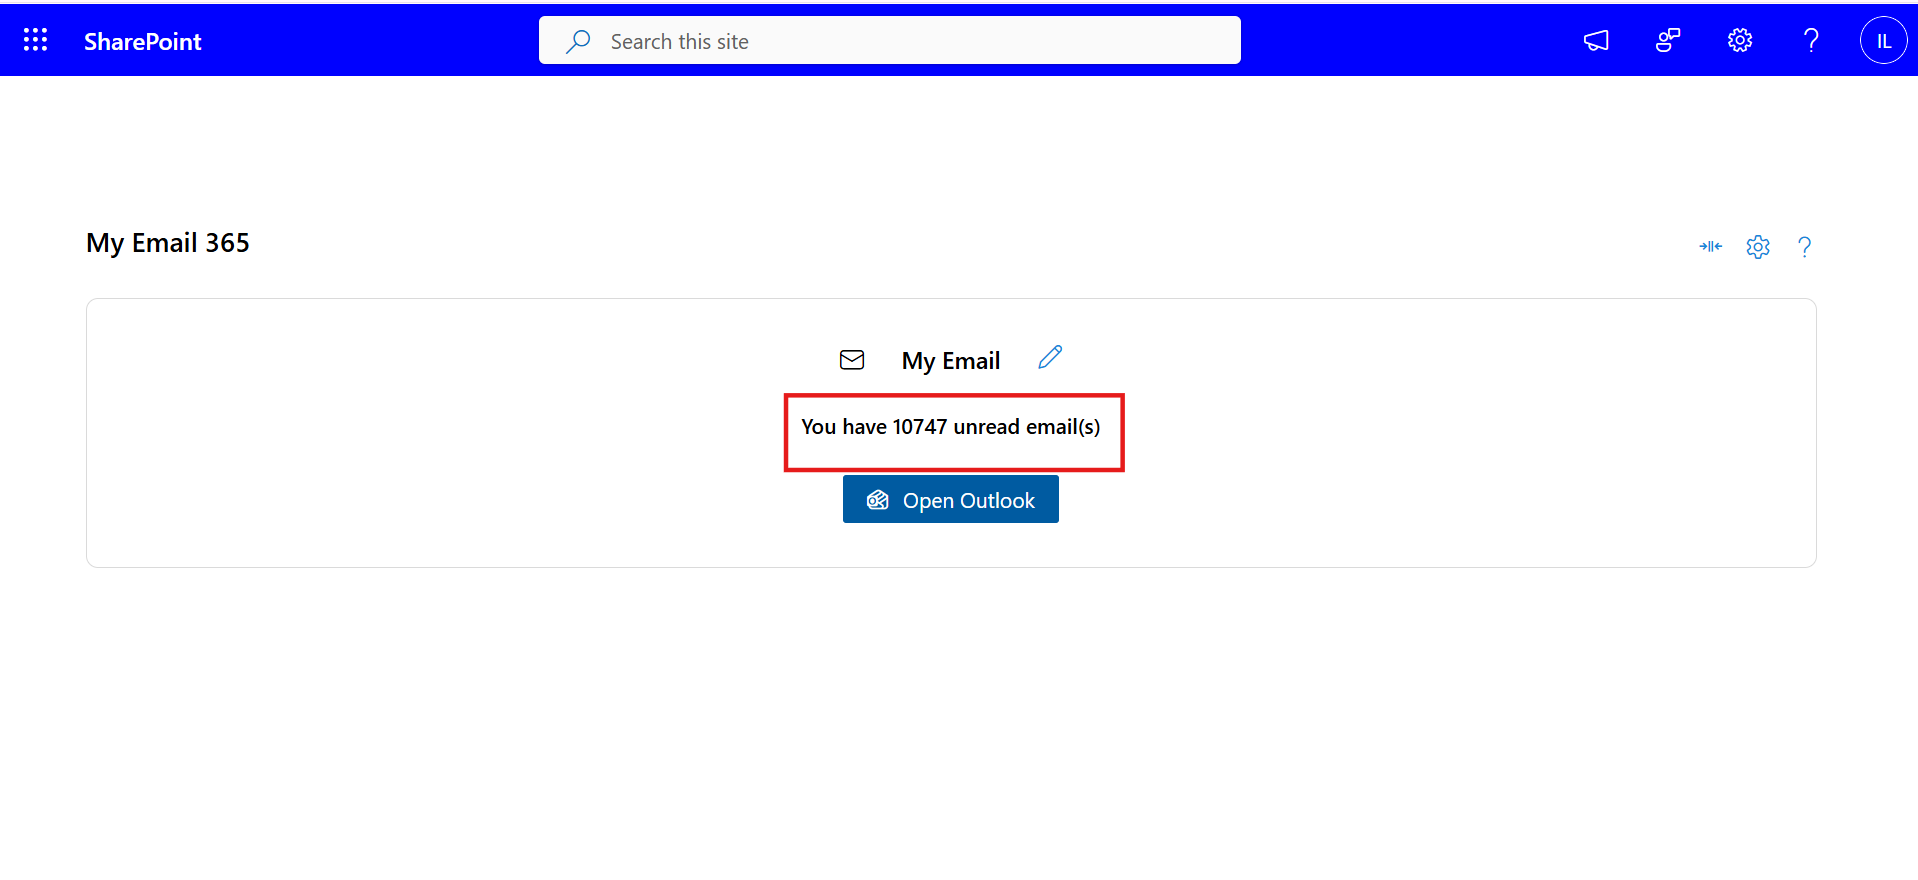 SharePoint
Search this site
IL
My Email 365
My Email
You have 10747 unread email(s)
Open Outlook